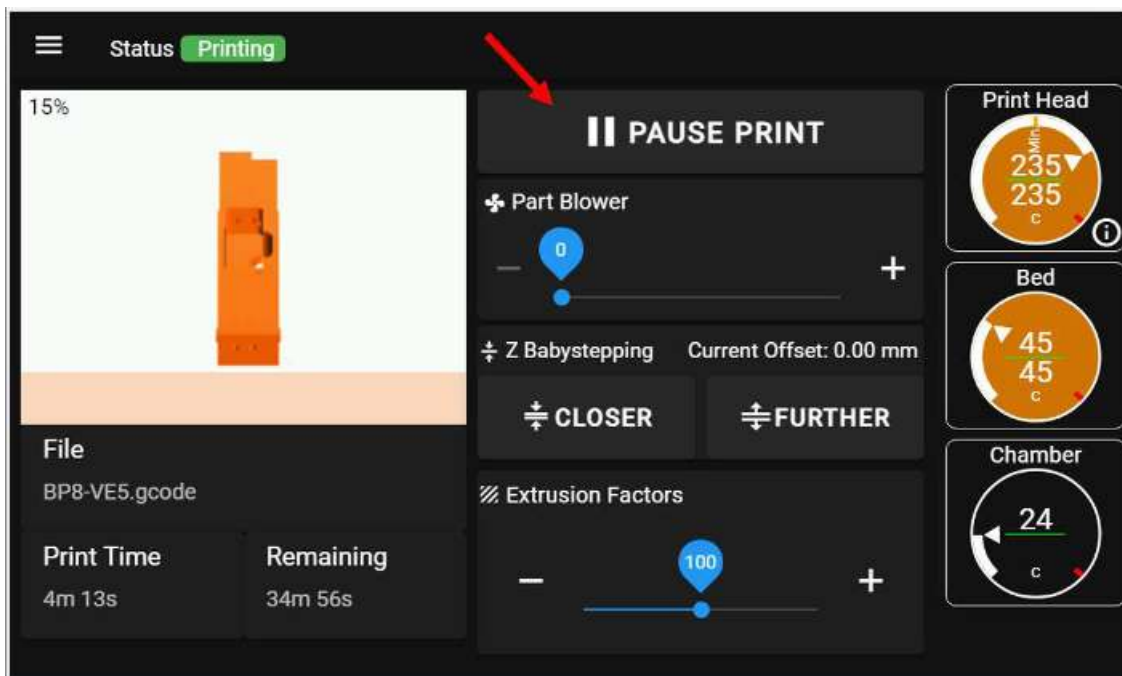 Status Printing
15%
PAUSE PRINT
Part Blower
0
Z Babystepping Current Offset: 0.00 mm
CLOSER
FURTHER
Extrusion Factors
100
File
BP8-VE5.gcode
Print Time
4m 13s
Remaining
34m 56s
Print Head
Min
235
235
C
Bed
45
45
C
Chamber
24
C